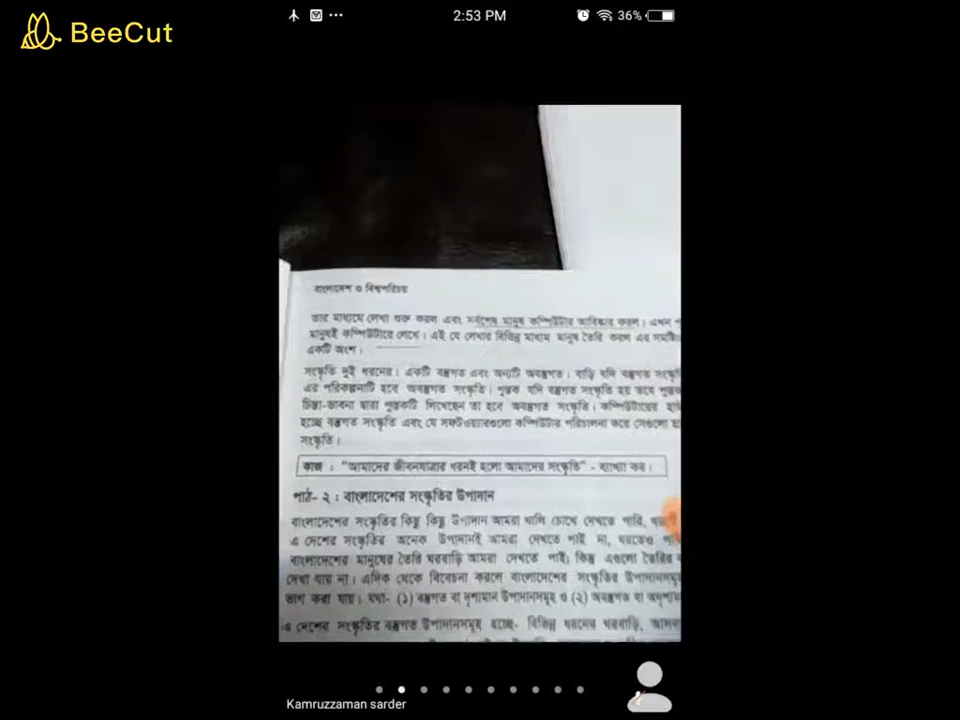 BeeCut
2:53 PM
36%
বাংলাদেশ ও বিশ্বপরিচয়
তার মাধ্যমে লেখা শুরু করল এবং সর্বশেষ মানুষ কম্পিউটার আবিষ্কার করল। এখন
মানুষই কম্পিউটারে লেখে। এই যে লেখার বিভিন্ন মাধ্যম মানুষ তৈরি করল এর
একটি অংশ।
সংস্কৃতি দুই ধরনের। একটি বস্তুগত এবং অন্যটি অবস্তুগত। বাড়ি যদি বস্তুগত
এর পরিকল্পনাটি হবে অবস্তুগত সংস্কৃতি। পুস্তক যদি বস্তুগত সংস্কৃতি হয় তবে
চিন্তা-ভাবনা দ্বারা পুস্তকটি লিখেছেন তা হবে অবস্তুগত সংস্কৃতি। কম্পিউটারের
হচ্ছে বস্তুগত সংস্কৃতি এবং যে সফটওয়্যারগুলো কম্পিউটার পরিচালনা করে সেগুলো
সংস্কৃতি।
কাজ : “আমাদের জীবনযাত্রার ধরনই হলো আমাদের সংস্কৃতি” - ব্যাখ্যা কর।
পাঠ- ২ : বাংলাদেশের সংস্কৃতির উপাদান
বাংলাদেশের সংস্কৃতির কিছু কিছু উপাদান আমরা খালি চোখে দেখতে পারি,
এ দেশের সংস্কৃতির অনেক উপাদানই আমরা দেখতে পাই না,
বাংলাদেশের মানুষের তৈরি ঘরবাড়ি আমরা দেখতে পাই; কিন্তু এগুলো তৈরির
দেখা যায় না। এদিক থেকে বিবেচনা করলে বাংলাদেশের সংস্কৃতির
ভাগ করা যায়। যথা- (১) বস্তুগত বা দৃশ্যমান উপাদানসমূহ ও (২) অবস্তুগত বা
এ দেশের সংস্কৃতির বস্তুগত উপাদানসমূহ হচ্ছে- বিভিন্ন ধরনের ঘরবাড়ি,
Kamruzzaman sarder